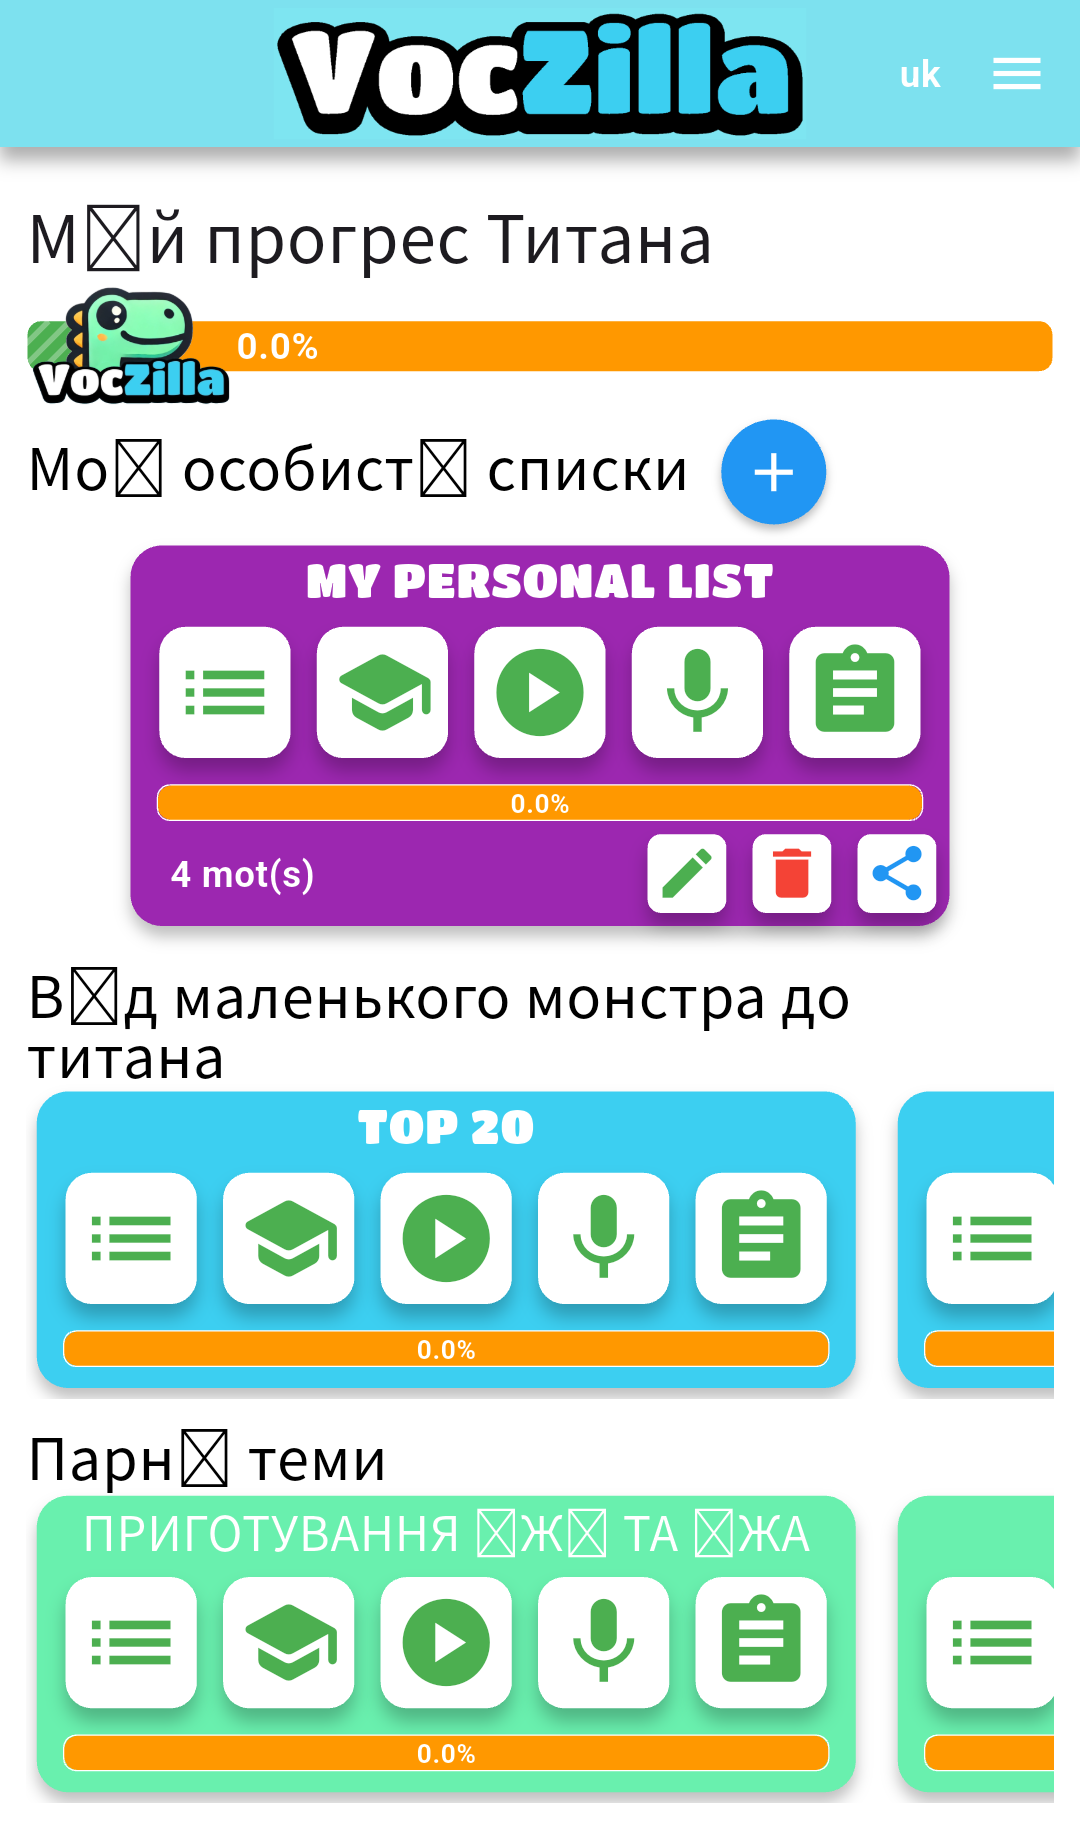 VocZilla
uk
М☒й прогрес Титана
0.0%
VocZilla
Мо☒ особист☒ списки
MY PERSONAL LIST
0.0%
4 mot(s)
В☒д маленького монстра до
титана
TOP 20
0.0%
Парн☒ теми
ПРИГОТУВАННЯ ☒Ж☒ ТА ☒ЖА
0.0%